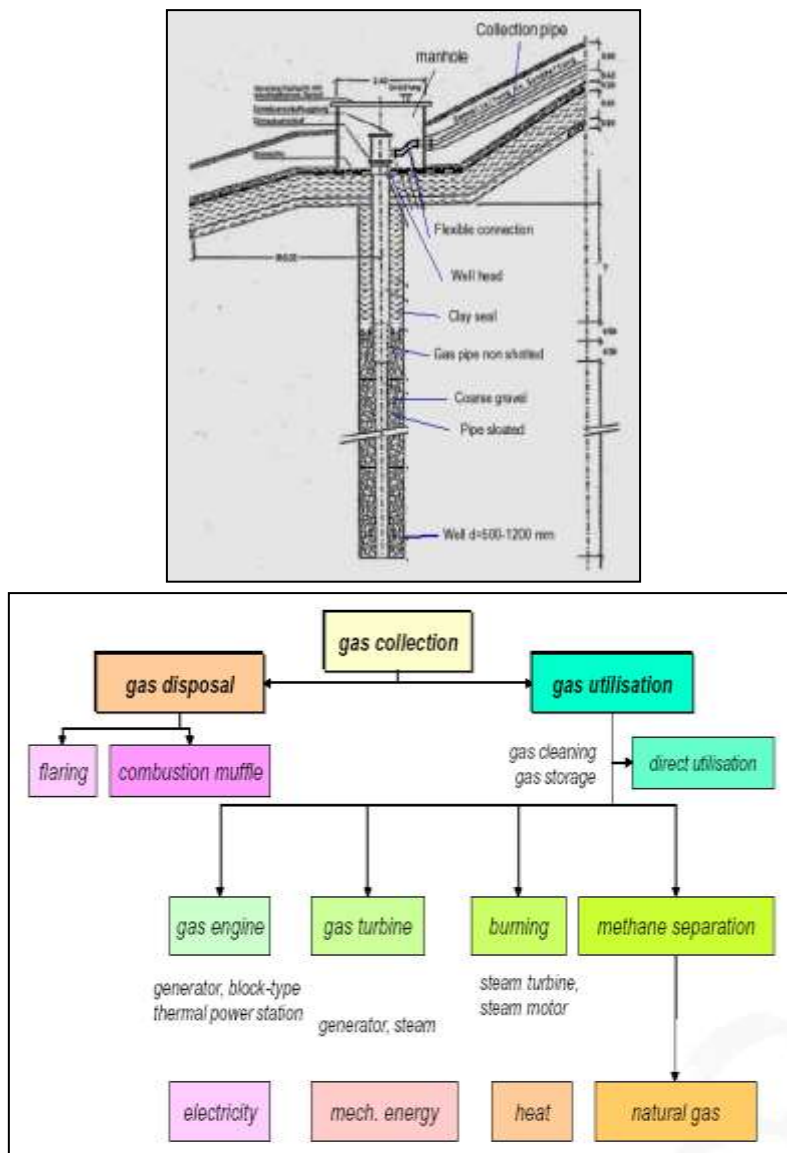 Collection pipe
manhole
Flexible connection
Well head
Clay seal
Gas pipe non shotted
Coarse gravel
Pipe sloated
Well d=500-1200 mm
gas collection
gas disposal
gas utilisation
flaring
combustion muffle
gas cleaning
gas storage
direct utilisation
gas engine
gas turbine
burning
methane separation
generator, block-type
thermal power station
generator, steam
steam turbine,
steam motor
electricity
mech. energy
heat
natural gas